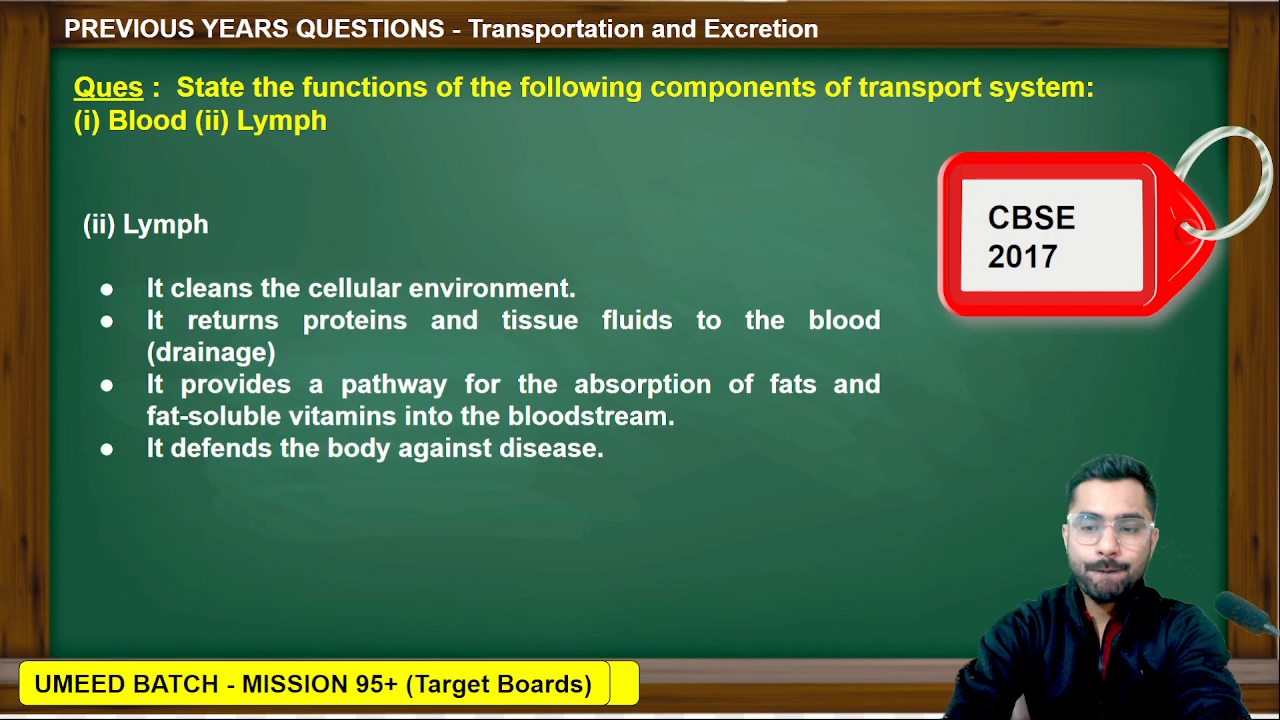 PREVIOUS YEARS QUESTIONS - Transportation and Excretion
Ques : State the functions of the following components of transport system:
(i) Blood (ii) Lymph
CBSE
2017
(ii) Lymph
● It cleans the cellular environment.
● It returns proteins and tissue fluids to the blood
(drainage)
● It provides a pathway for the absorption of fats and
fat-soluble vitamins into the bloodstream.
● It defends the body against disease.
UMEED BATCH - MISSION 95+ (Target Boards)